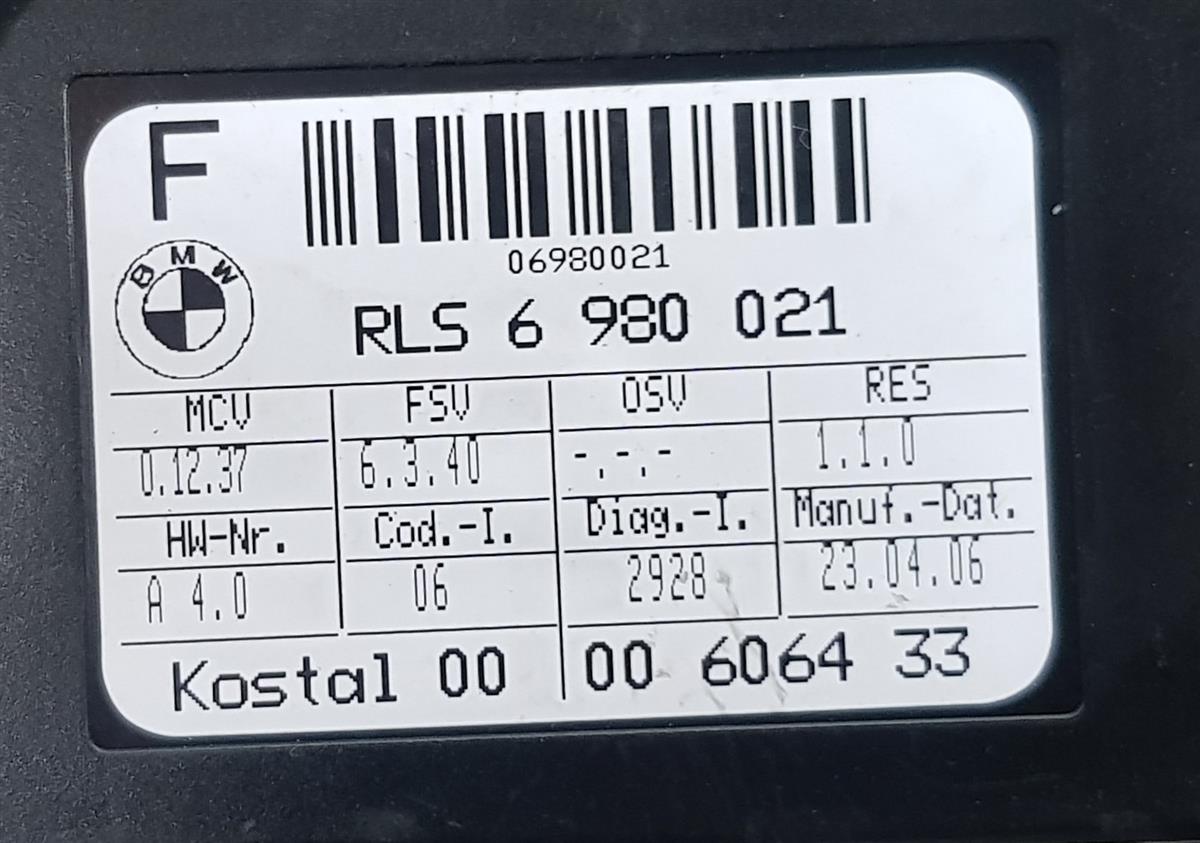 F
06980021
BMW
RLS 6 980 021
MCV FSV OSV RES
0.12.37 6.3.40 -.-.- 1.1.0
HW-Nr. Cod.-I. Diag.-I. Manuf.-Dat.
A 4.0 06 2928 23.04.06
Kostal 00 00 6064 33